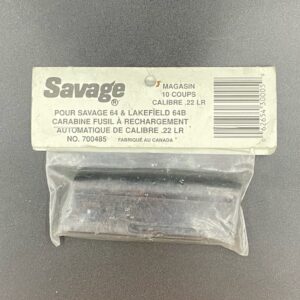 Savage®
MAGASIN
10 COUPS
CALIBRE .22 LR
POUR SAVAGE 64 & LAKEFIELD 64B
CARABINE FUSIL À RECHARGEMENT
AUTOMATIQUE DE CALIBRE .22 LR
NO. 700485 FABRIQUÉ AU CANADA